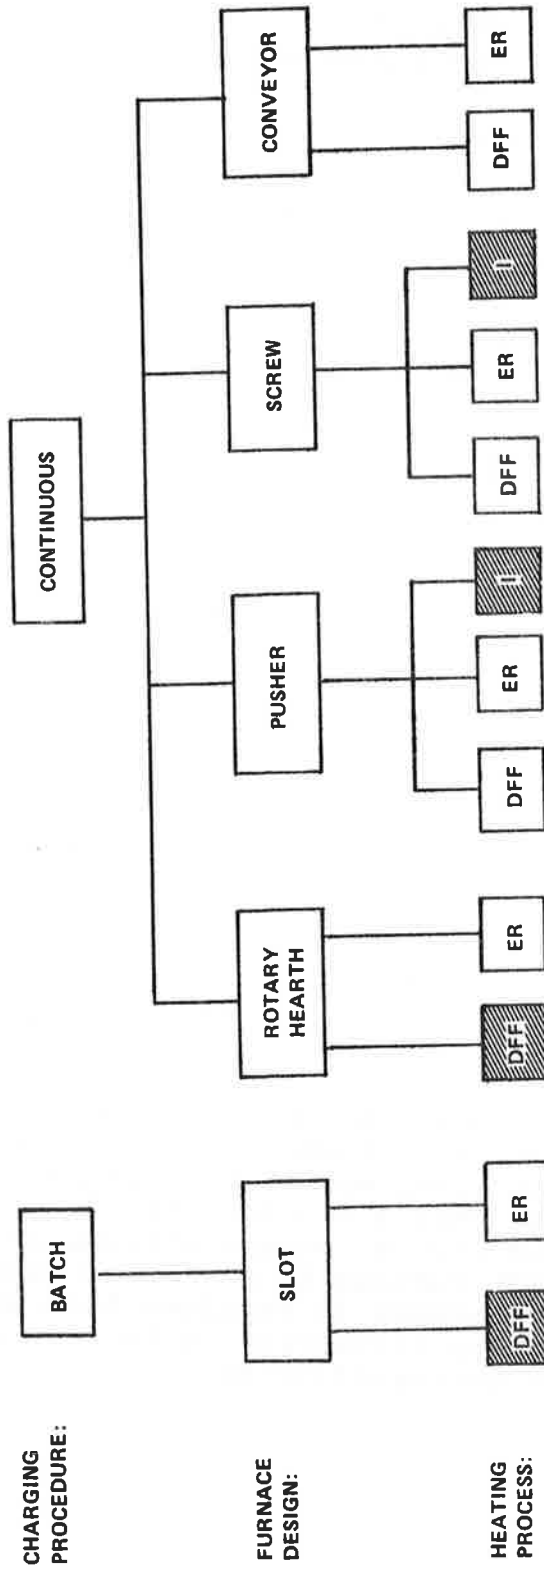 CHARGING
PROCEDURE:
BATCH
CONTINUOUS
FURNACE
DESIGN:
SLOT
ROTARY
HEARTH
PUSHER
SCREW
CONVEYOR
HEATING
PROCESS:
DFF
ER
DFF
ER
DFF
ER
I
DFF
ER
I
DFF
ER